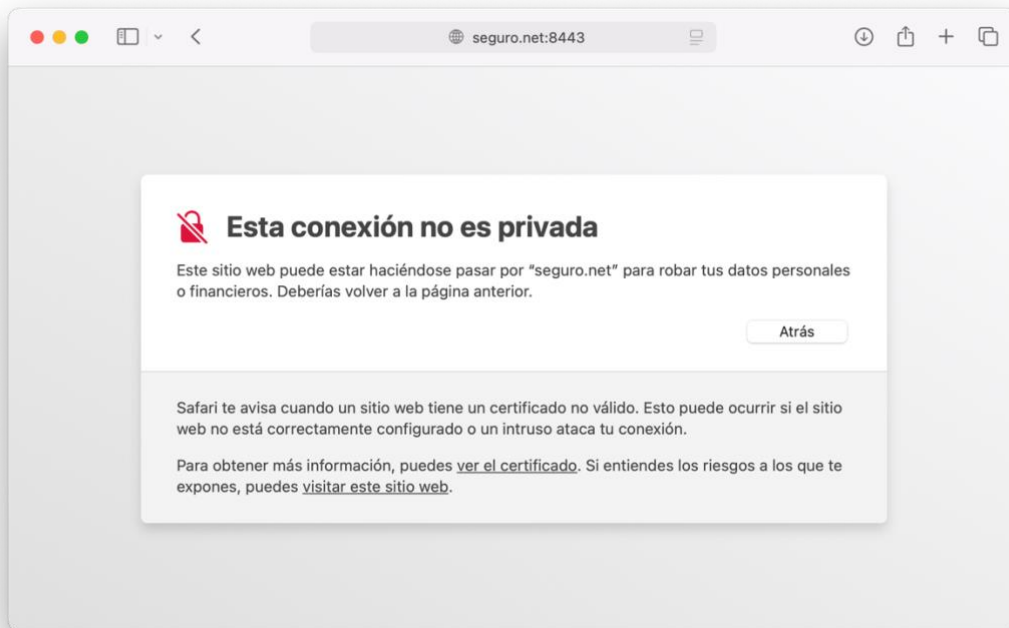 seguro.net:8443
Esta conexión no es privada
Este sitio web puede estar haciéndose pasar por “seguro.net” para robar tus datos personales
o financieros. Deberías volver a la página anterior.
Atrás
Safari te avisa cuando un sitio web tiene un certificado no válido. Esto puede ocurrir si el sitio
web no está correctamente configurado o un intruso ataca tu conexión.
Para obtener más información, puedes ver el certificado. Si entiendes los riesgos a los que te
expones, puedes visitar este sitio web.